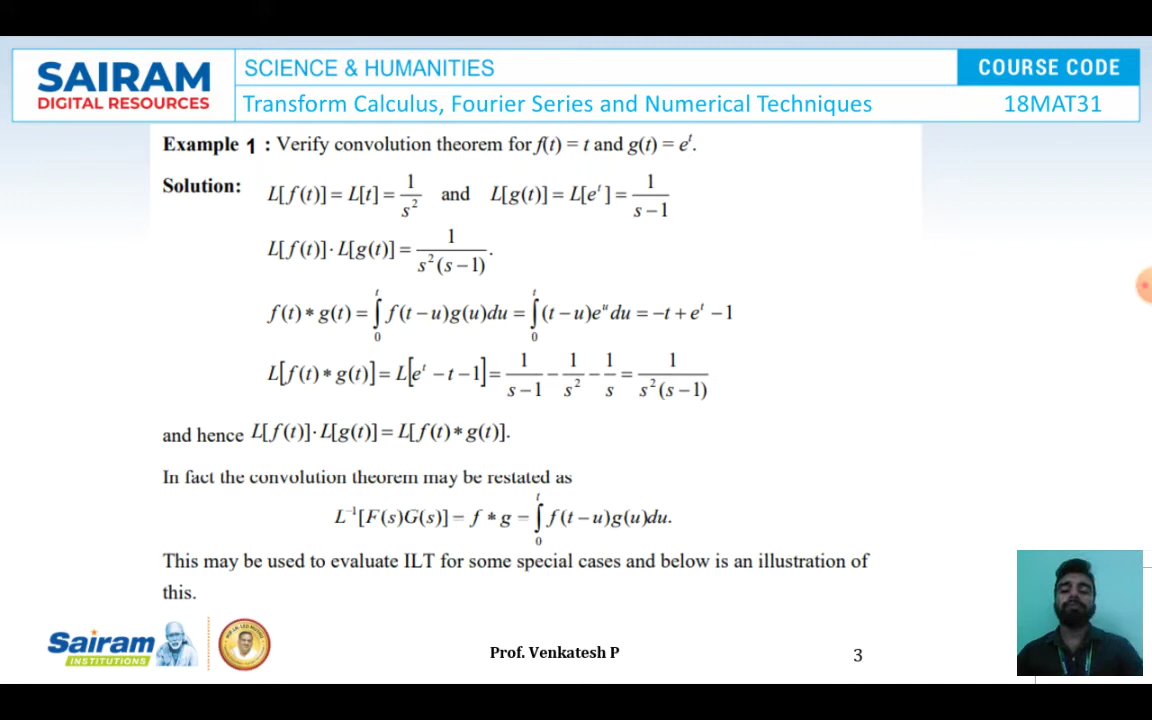 SAIRAM
DIGITAL RESOURCES
SCIENCE & HUMANITIES
COURSE CODE
Transform Calculus, Fourier Series and Numerical Techniques
18MAT31
Example 1 : Verify convolution theorem for f(t) = t and g(t) = e^t.
Solution: L[f(t)] = L[t] = 1/s^2 and L[g(t)] = L[e^t] = 1/(s−1)
L[f(t)]·L[g(t)] = 1/(s^2(s−1)).
f(t)*g(t) = ∫_0^t f(t−u)g(u)du = ∫_0^t (t−u)e^u du = −t + e^t − 1
L[f(t)*g(t)] = L[e^t − t − 1] = 1/(s−1) − 1/s^2 − 1/s = 1/(s^2(s−1))
and hence L[f(t)]·L[g(t)] = L[f(t)*g(t)].
In fact the convolution theorem may be restated as
L^−1[F(s)G(s)] = f * g = ∫_0^t f(t−u)g(u)du.
This may be used to evaluate ILT for some special cases and below is an illustration of
this.
Sairam
INSTITUTIONS
Prof. Venkatesh P
3